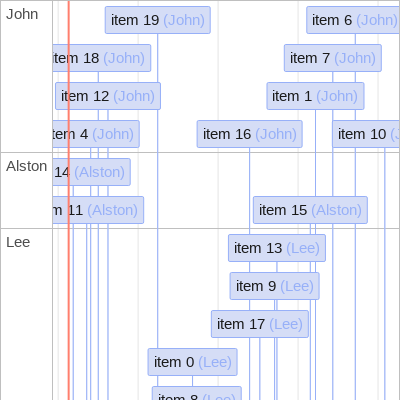 John
item 19 (John)
item 6 (John)
item 18 (John)
item 7 (John)
item 12 (John)
item 1 (John)
item 4 (John)
item 16 (John)
item 10 (J
Alston
14 (Alston)
m 11 (Alston)
item 15 (Alston)
Lee
item 13 (Lee)
item 9 (Lee)
item 17 (Lee)
item 0 (Lee)
item 8 (Lee)